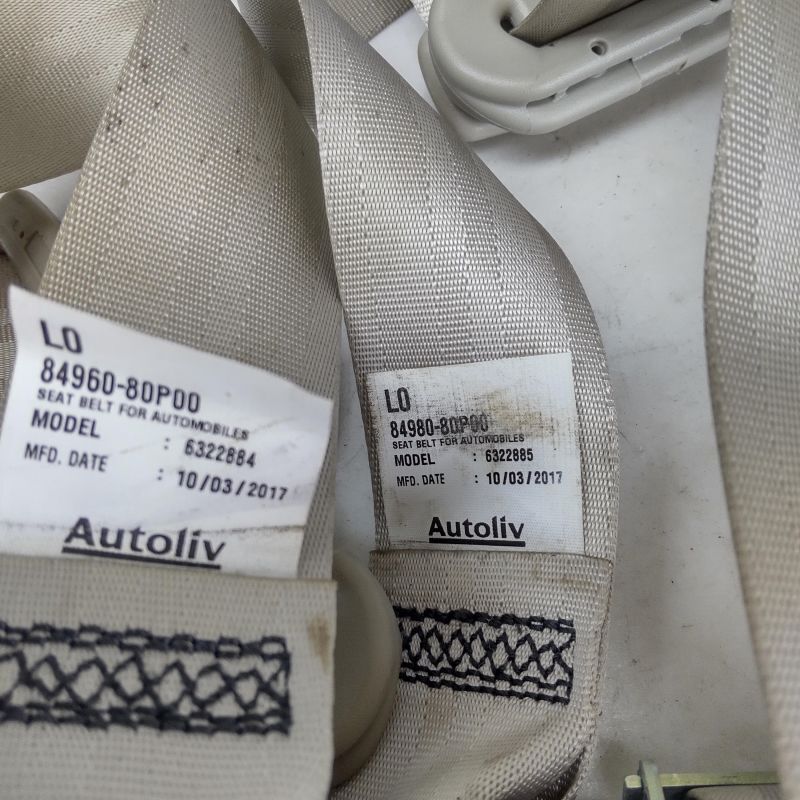 LO
84960-80P00
SEAT BELT FOR AUTOMOBILES
MODEL : 6322884
MFD. DATE : 10/03/2017
Autoliv
LO
84980-80P00
SEAT BELT FOR AUTOMOBILES
MODEL : 6322885
MFD. DATE : 10/03/2017
Autoliv